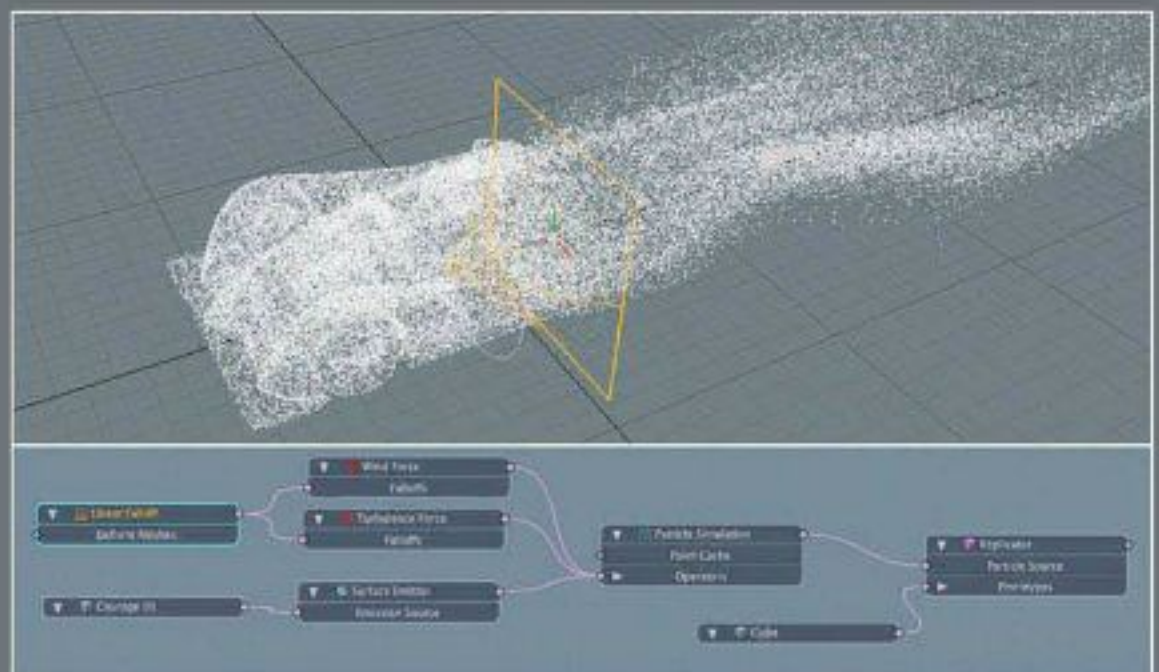 Wind Force
Falloffs
Linear Falloff
Deform Meshes
Turbulence Force
Falloffs
Particle Simulation
Point Cache
Operators
Replicator
Particle Source
Prototypes
Surface Emitter
Emission Source
Cube